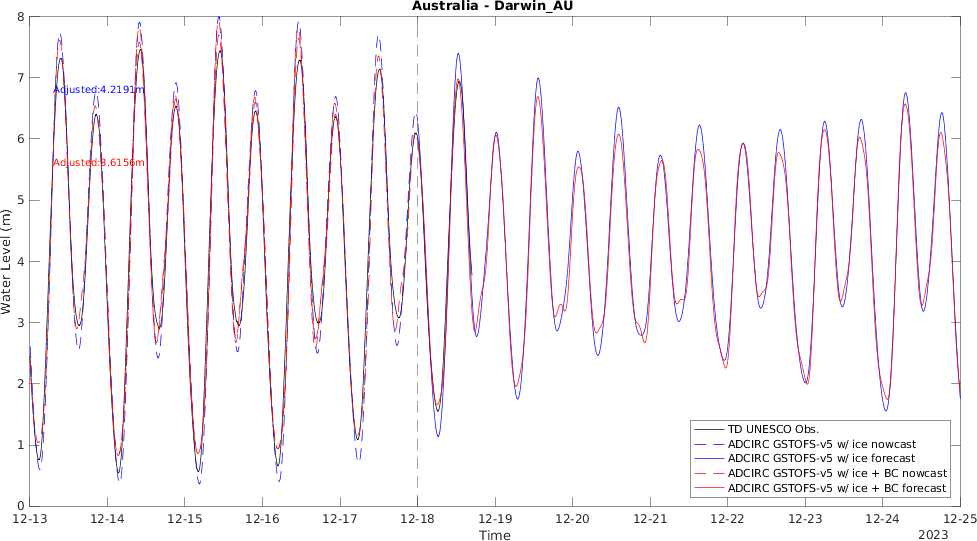 Australia - Darwin_AU
Water Level (m)
8
7
6
5
4
3
2
1
0
Adjusted:4.2191m
Adjusted:3.6156m
TD UNESCO Obs.
ADCIRC GSTOFS-v5 w/ ice nowcast
ADCIRC GSTOFS-v5 w/ ice forecast
ADCIRC GSTOFS-v5 w/ ice + BC nowcast
ADCIRC GSTOFS-v5 w/ ice + BC forecast
12-13 12-14 12-15 12-16 12-17 12-18 12-19 12-20 12-21 12-22 12-23 12-24 12-25
Time
2023